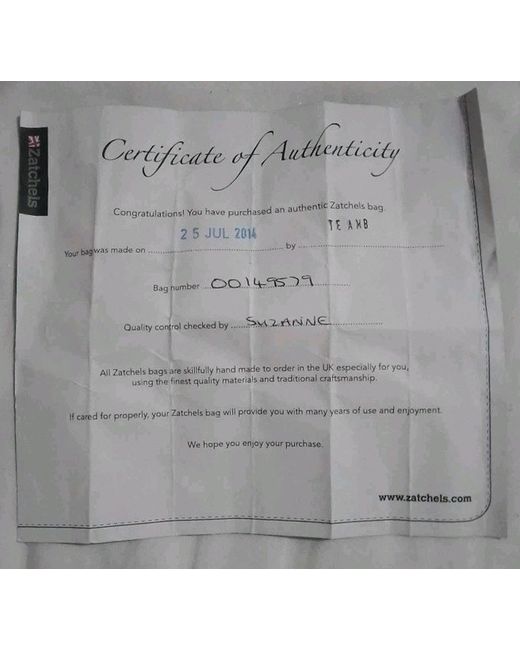 Zatchels
Certificate of Authenticity
Congratulations! You have purchased an authentic Zatchels bag.
Your bag was made on 25 JUL 2014 by TEAMB
Bag number 00149579
Quality control checked by SUZANNE
All Zatchels bags are skillfully hand made to order in the UK especially for you,
using the finest quality materials and traditional craftsmanship.
If cared for properly, your Zatchels bag will provide you with many years of use and enjoyment.
We hope you enjoy your purchase.
www.zatchels.com